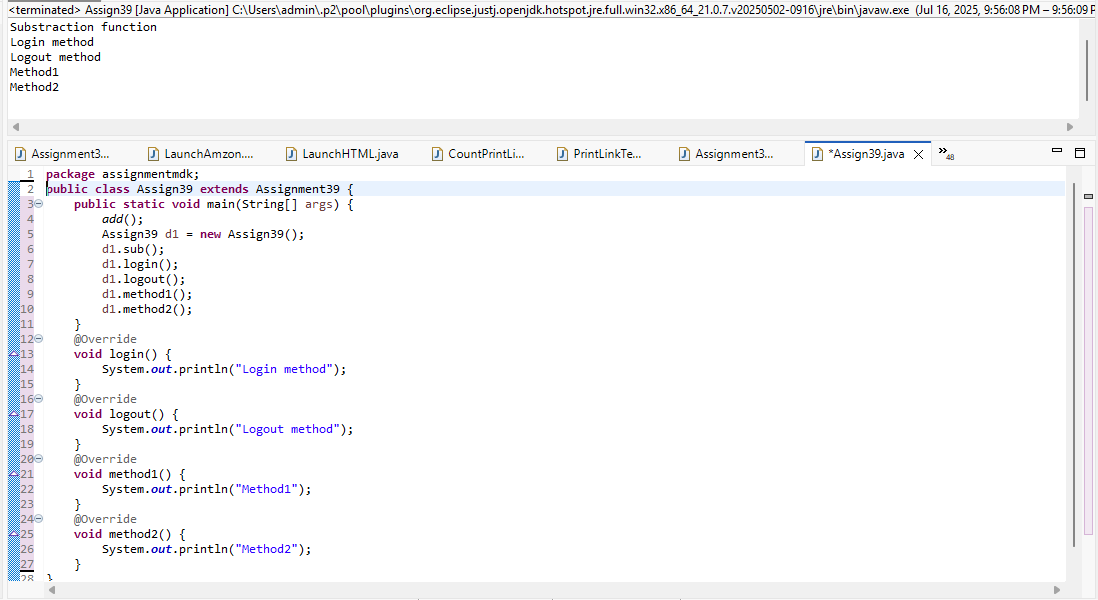 <terminated> Assign39 [Java Application] C:\Users\admin\.p2\pool\plugins\org.eclipse.justj.openjdk.hotspot.jre.full.win32.x86_64_21.0.7.v20250502-0916\jre\bin\javaw.exe (Jul 16, 2025, 9:56:08 PM – 9:56:09 P
Substraction function
Login method
Logout method
Method1
Method2
Assignment3... LaunchAmzon.... LaunchHTML.java CountPrintLi... PrintLinkTe... Assignment3... *Assign39.java »48
1 package assignmentmdk;
2 public class Assign39 extends Assignment39 {
3 public static void main(String[] args) {
4 add();
5 Assign39 d1 = new Assign39();
6 d1.sub();
7 d1.login();
8 d1.logout();
9 d1.method1();
10 d1.method2();
11 }
12 @Override
13 void login() {
14 System.out.println("Login method");
15 }
16 @Override
17 void logout() {
18 System.out.println("Logout method");
19 }
20 @Override
21 void method1() {
22 System.out.println("Method1");
23 }
24 @Override
25 void method2() {
26 System.out.println("Method2");
27 }
28 }